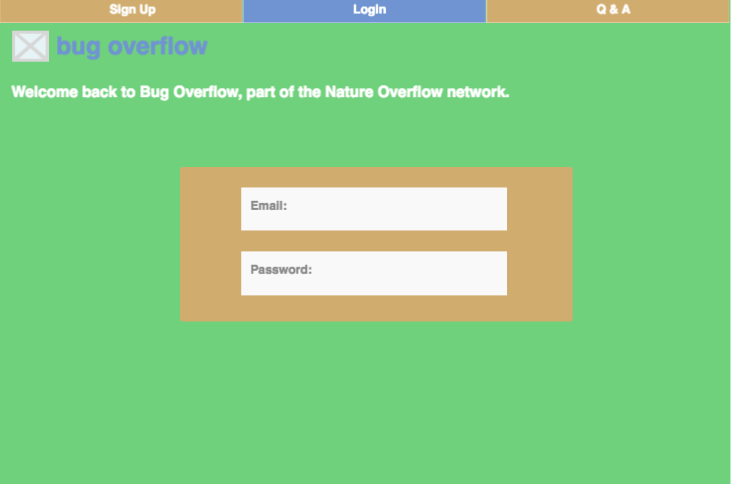 Sign Up Login Q & A
bug overflow
Welcome back to Bug Overflow, part of the Nature Overflow network.
Email:
Password: